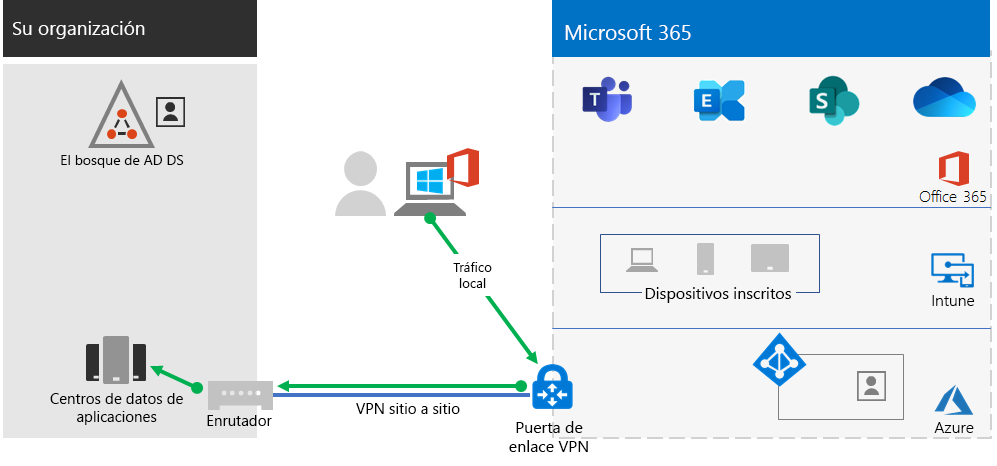 Su organización
Microsoft 365
El bosque de AD DS
T
E
S
Office 365
Tráfico
local
Dispositivos inscritos
Intune
Centros de datos de
aplicaciones
Enrutador
VPN sitio a sitio
Puerta de
enlace VPN
Azure